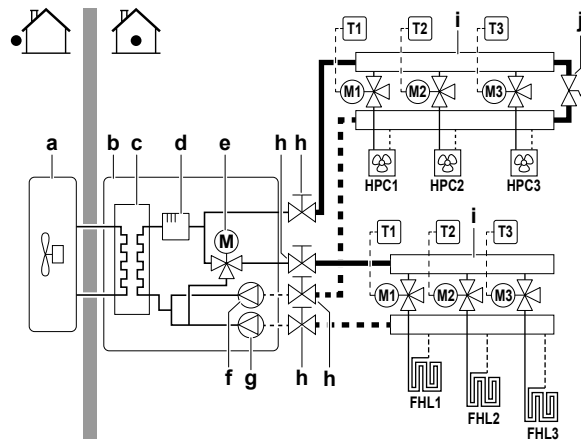 T1 T2 i T3 j
M1 M2 M3
a b c d e h h
HPC1 HPC2 HPC3
M
h i
T1 T2 T3
M1 M2 M3
f g h h
FHL1
FHL2
FHL3